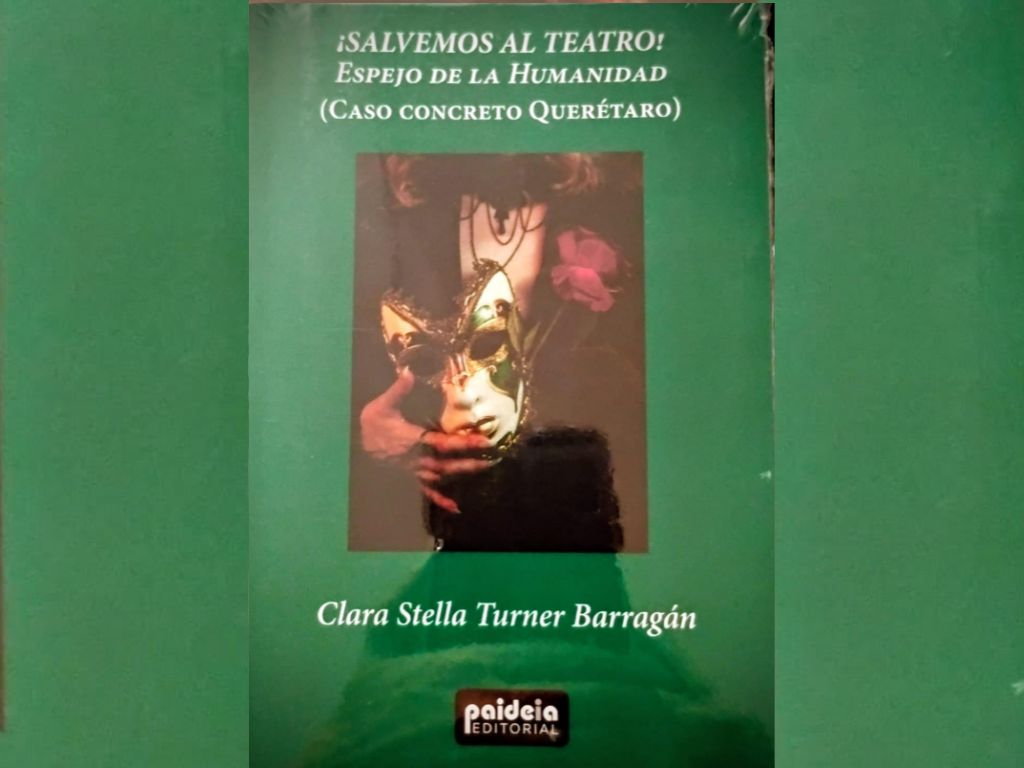 ¡SALVEMOS AL TEATRO!
ESPEJO DE LA HUMANIDAD
(CASO CONCRETO QUERÉTARO)
Clara Stella Turner Barragán
paideia
EDITORIAL